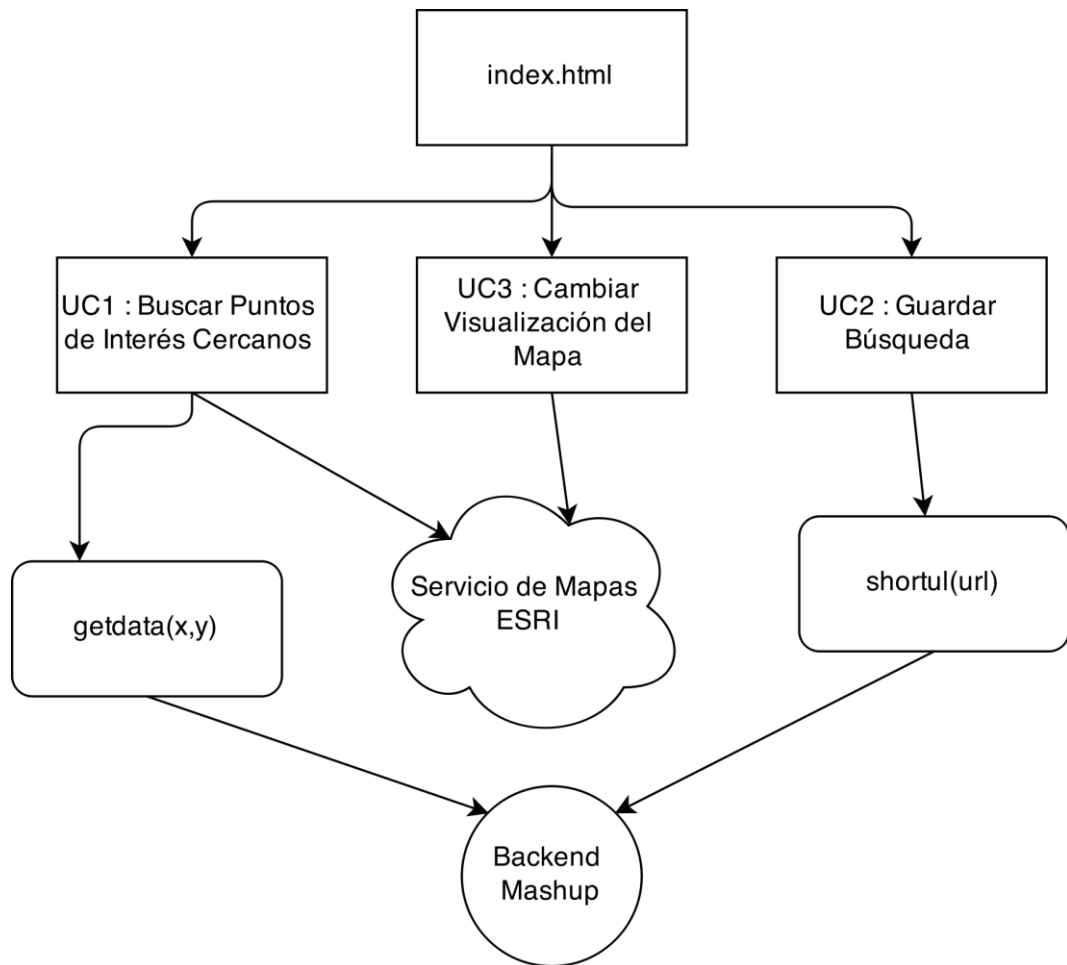 index.html
UC1 : Buscar Puntos
de Interés Cercanos
UC3 : Cambiar
Visualización del
Mapa
UC2 : Guardar
Búsqueda
getdata(x,y)
Servicio de Mapas
ESRI
shortul(url)
Backend
Mashup